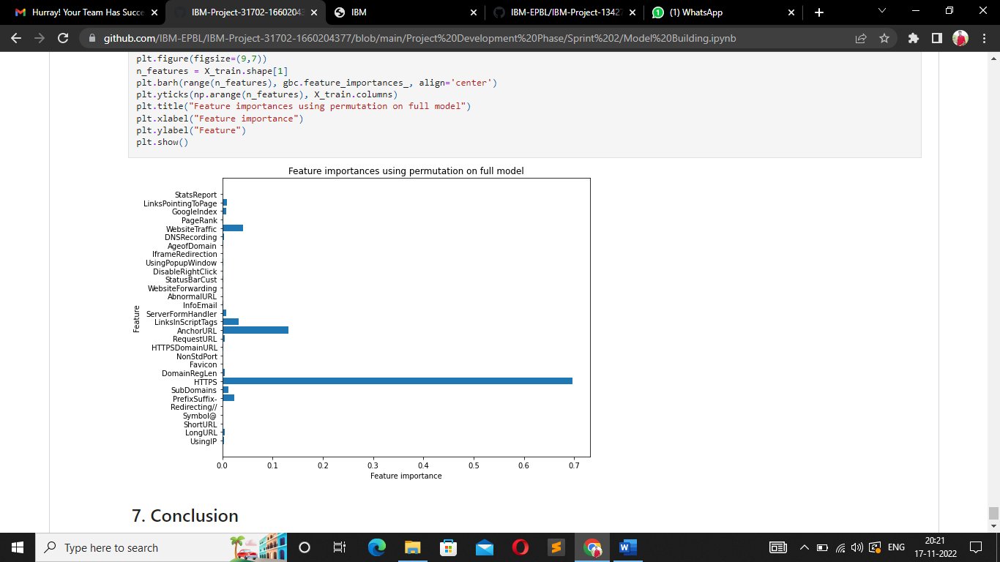 Hurray! Your Team Has Succe
IBM-Project-31702-16602043
IBM
IBM-EPBL/IBM-Project-13427
(1) WhatsApp
github.com/IBM-EPBL/IBM-Project-31702-1660204377/blob/main/Project%20Development%20Phase/Sprint%202/Model%20Building.ipynb
plt.figure(figsize=(9,7))
n_features = X_train.shape[1]
plt.barh(range(n_features), gbc.feature_importances_, align='center')
plt.yticks(np.arange(n_features), X_train.columns)
plt.title("Feature importances using permutation on full model")
plt.xlabel("Feature importance")
plt.ylabel("Feature")
plt.show()
Feature importances using permutation on full model
StatsReport
LinksPointingToPage
GoogleIndex
PageRank
WebsiteTraffic
DNSRecording
AgeofDomain
IframeRedirection
UsingPopupWindow
DisableRightClick
StatusBarCust
WebsiteForwarding
AbnormalURL
InfoEmail
ServerFormHandler
LinksInScriptTags
AnchorURL
RequestURL
HTTPSDomainURL
NonStdPort
Favicon
DomainRegLen
HTTPS
SubDomains
PrefixSuffix-
Redirecting//
Symbol@
ShortURL
LongURL
UsingIP
Feature
0.0 0.1 0.2 0.3 0.4 0.5 0.6 0.7
Feature importance
7. Conclusion
Type here to search
ENG
20:21
17-11-2022